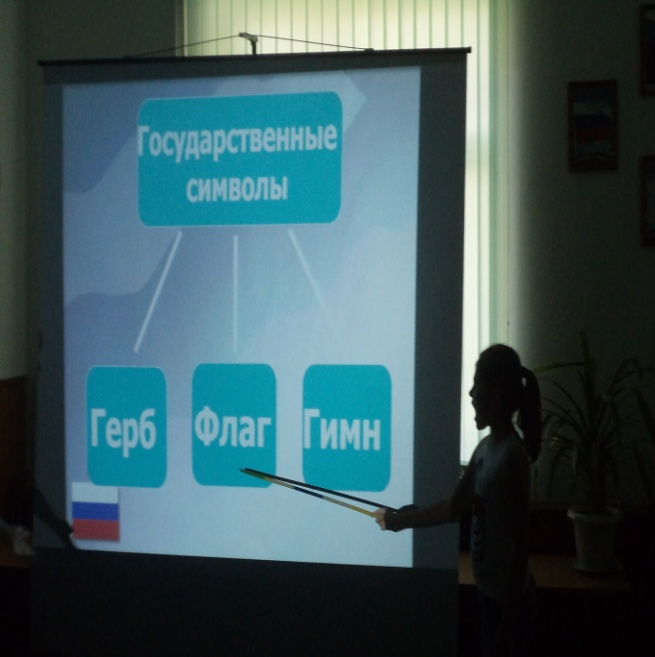 Государственные
символы
Герб
Флаг
Гимн